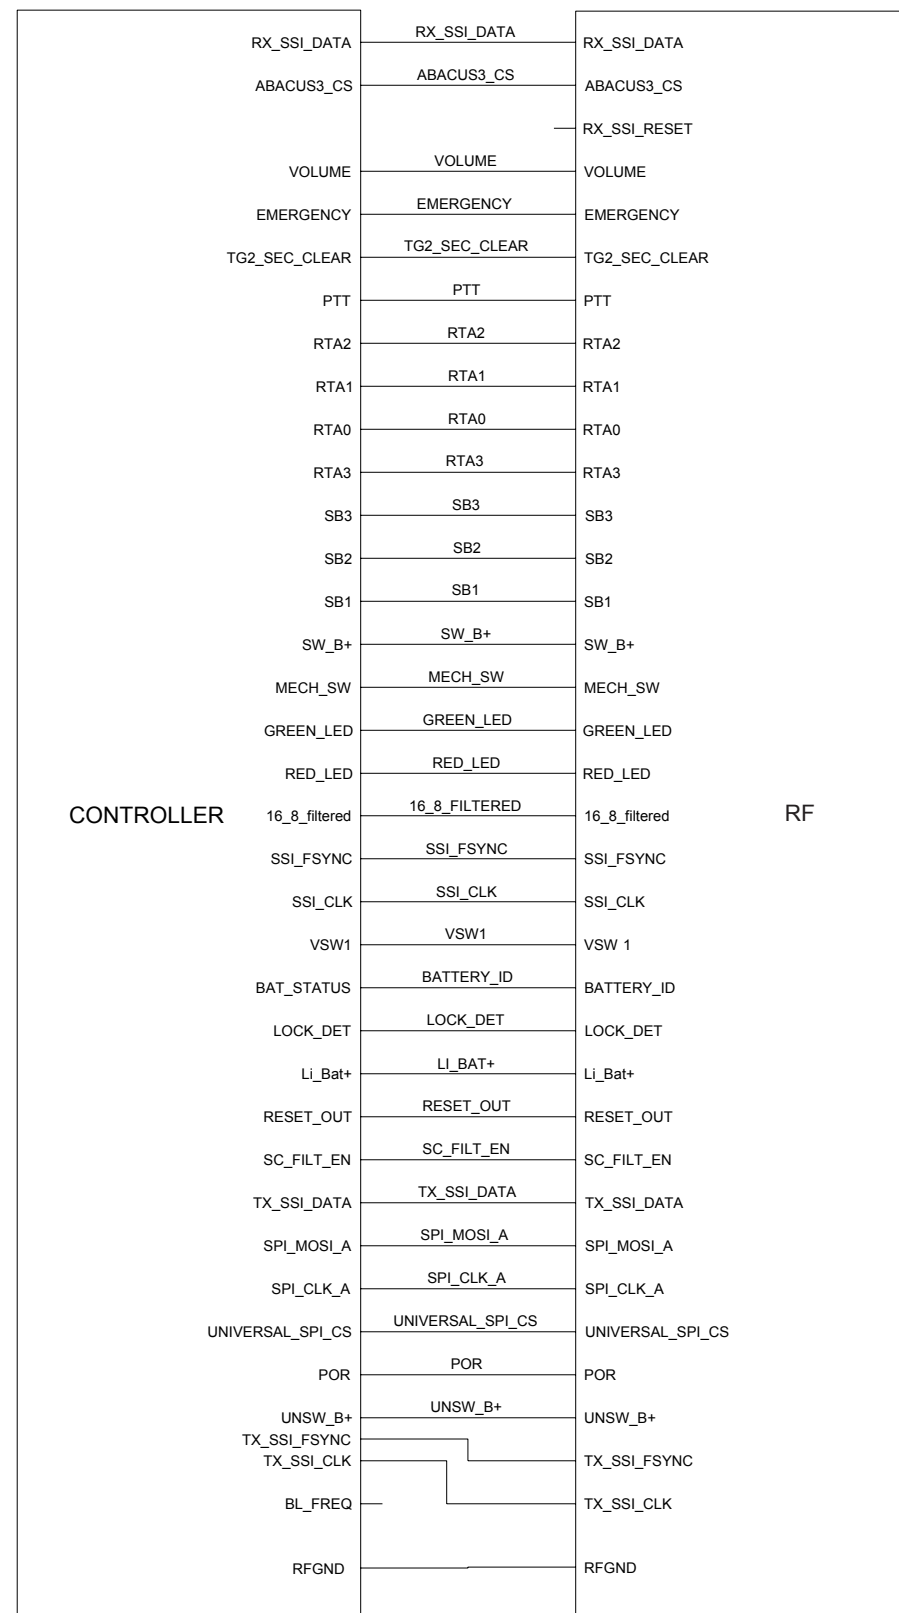 RX_SSI_DATA RX_SSI_DATA RX_SSI_DATA
ABACUS3_CS ABACUS3_CS ABACUS3_CS
RX_SSI_RESET
VOLUME VOLUME VOLUME
EMERGENCY EMERGENCY EMERGENCY
TG2_SEC_CLEAR TG2_SEC_CLEAR TG2_SEC_CLEAR
PTT PTT PTT
RTA2 RTA2 RTA2
RTA1 RTA1 RTA1
RTA0 RTA0 RTA0
RTA3 RTA3 RTA3
SB3 SB3 SB3
SB2 SB2 SB2
SB1 SB1 SB1
SW_B+ SW_B+ SW_B+
MECH_SW MECH_SW MECH_SW
GREEN_LED GREEN_LED GREEN_LED
RED_LED RED_LED RED_LED
CONTROLLER 16_8_filtered 16_8_FILTERED 16_8_filtered RF
SSI_FSYNC SSI_FSYNC SSI_FSYNC
SSI_CLK SSI_CLK SSI_CLK
VSW1 VSW1 VSW 1
BAT_STATUS BATTERY_ID BATTERY_ID
LOCK_DET LOCK_DET LOCK_DET
Li_Bat+ LI_BAT+ Li_Bat+
RESET_OUT RESET_OUT RESET_OUT
SC_FILT_EN SC_FILT_EN SC_FILT_EN
TX_SSI_DATA TX_SSI_DATA TX_SSI_DATA
SPI_MOSI_A SPI_MOSI_A SPI_MOSI_A
SPI_CLK_A SPI_CLK_A SPI_CLK_A
UNIVERSAL_SPI_CS UNIVERSAL_SPI_CS UNIVERSAL_SPI_CS
POR POR POR
UNSW_B+ UNSW_B+ UNSW_B+
TX_SSI_FSYNC
TX_SSI_CLK TX_SSI_FSYNC
BL_FREQ TX_SSI_CLK
RFGND RFGND